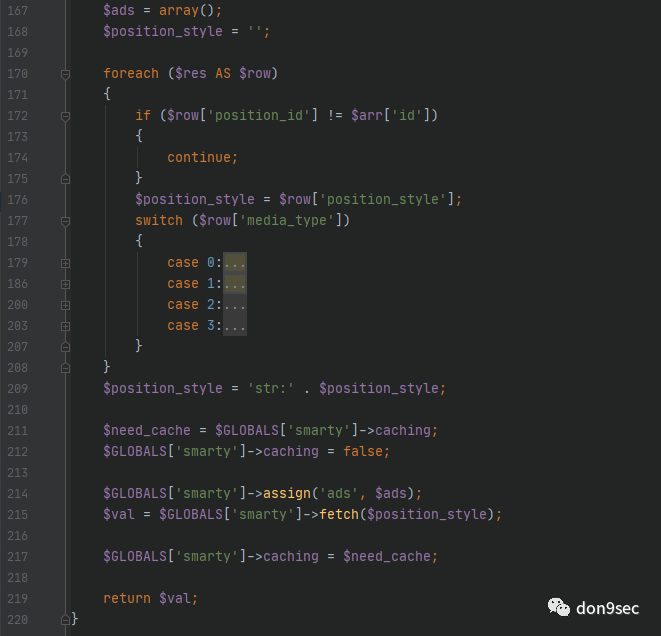 167 $ads = array();
168 $position_style = '';
169
170 foreach ($res AS $row)
171 {
172 if ($row['position_id'] != $arr['id'])
173 {
174 continue;
175 }
176 $position_style = $row['position_style'];
177 switch ($row['media_type'])
178 {
179 case 0:...
186 case 1:...
200 case 2:...
203 case 3:...
207 }
208 }
209 $position_style = 'str:' . $position_style;
210
211 $need_cache = $GLOBALS['smarty']->caching;
212 $GLOBALS['smarty']->caching = false;
213
214 $GLOBALS['smarty']->assign('ads', $ads);
215 $val = $GLOBALS['smarty']->fetch($position_style);
216
217 $GLOBALS['smarty']->caching = $need_cache;
218
219 return $val;
220 }
don9sec